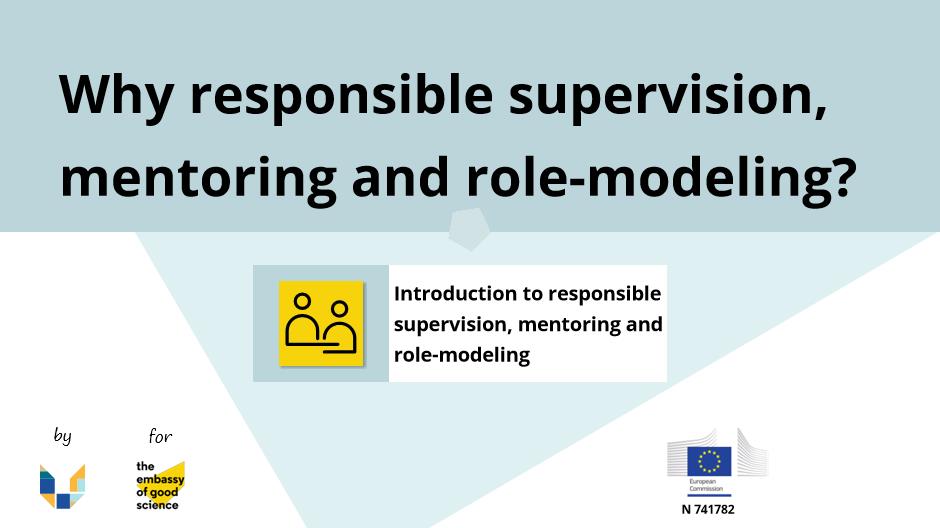 Why responsible supervision,
mentoring and role-modeling?
Introduction to responsible
supervision, mentoring and
role-modeling
by
for
the
embassy
of good
science
European
Commission
N 741782